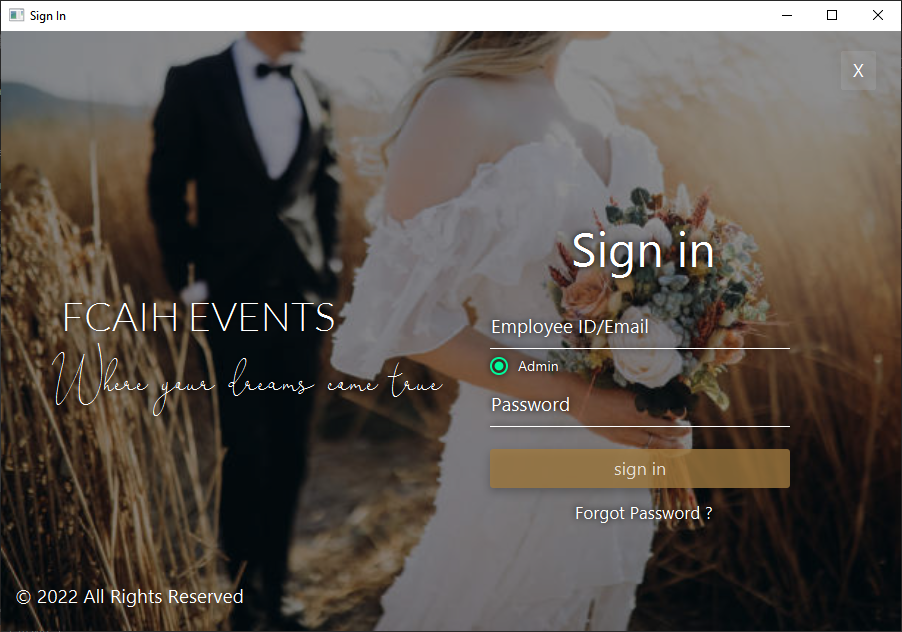 Sign In
X
Sign in
FCAIH EVENTS
Where your dreams come true
Employee ID/Email
Admin
Password
sign in
Forgot Password ?
© 2022 All Rights Reserved